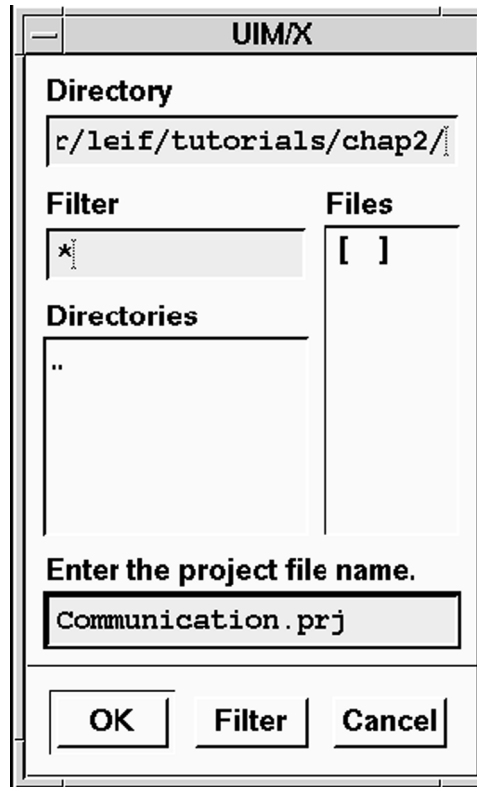 UIM/X
Directory
r/leif/tutorials/chap2/
Filter
Files
*
[ ]
Directories
..
Enter the project file name.
Communication.prj
OK Filter Cancel